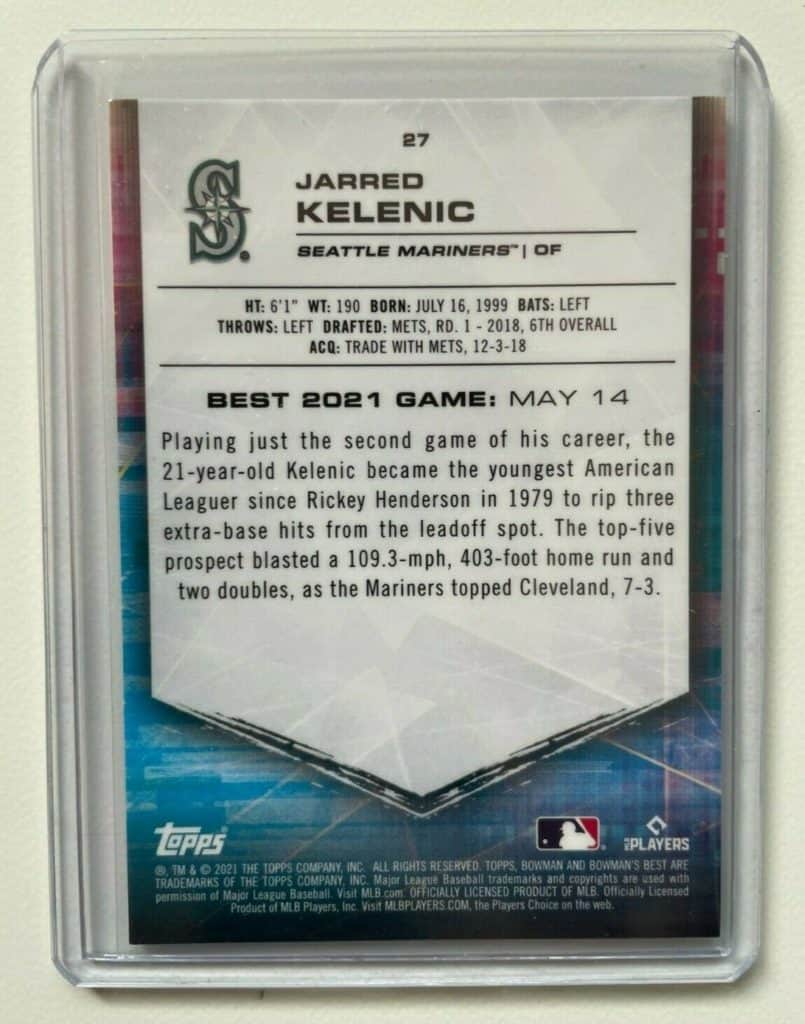 27
S
JARRED
KELENIC
SEATTLE MARINERS™ | OF
HT: 6'1" WT: 190 BORN: JULY 16, 1999 BATS: LEFT
THROWS: LEFT DRAFTED: METS, RD. 1 - 2018, 6TH OVERALL
ACQ: TRADE WITH METS, 12-3-18
BEST 2021 GAME: MAY 14
Playing just the second game of his career, the
21-year-old Kelenic became the youngest American
Leaguer since Rickey Henderson in 1979 to rip three
extra-base hits from the leadoff spot. The top-five
prospect blasted a 109.3-mph, 403-foot home run and
two doubles, as the Mariners topped Cleveland, 7-3.
topps
MLB PLAYERS
®, TM & © 2021 THE TOPPS COMPANY, INC. ALL RIGHTS RESERVED. TOPPS, BOWMAN AND BOWMAN'S BEST ARE
TRADEMARKS OF THE TOPPS COMPANY, INC. Major League Baseball trademarks and copyrights are used with
permission of Major League Baseball. Visit MLB.com. OFFICIALLY LICENSED PRODUCT OF MLB. Officially Licensed
Product of MLB Players, Inc. Visit MLBPLAYERS.COM, the Players Choice on the web.